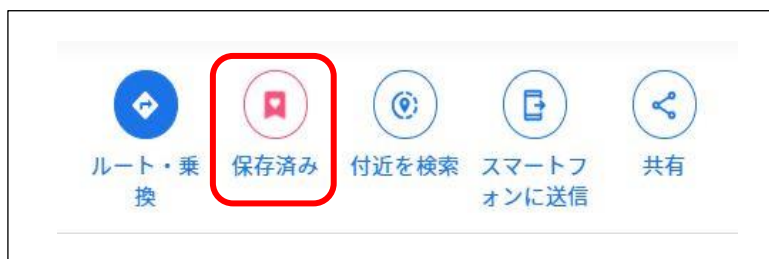 ルート・乗換
保存済み
付近を検索
スマートフォンに送信
共有